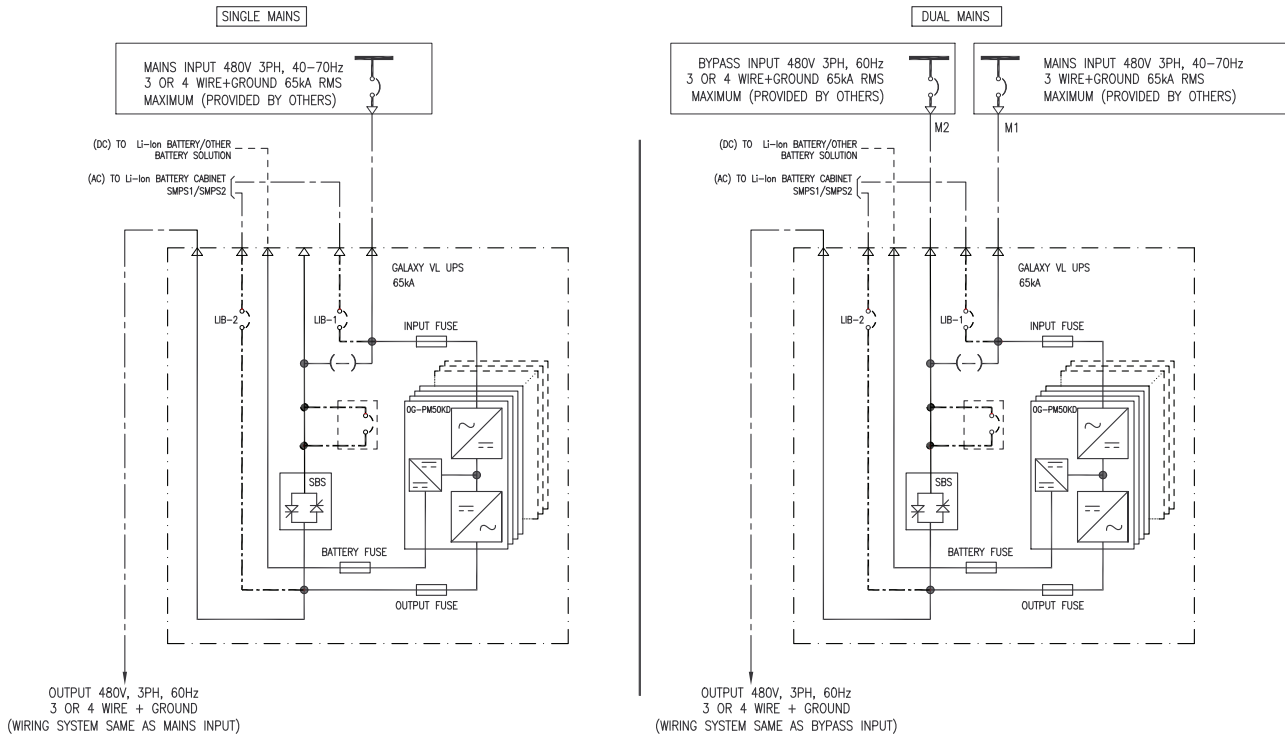 SINGLE MAINS
MAINS INPUT 480V 3PH, 40-70Hz
3 OR 4 WIRE+GROUND 65kA RMS
MAXIMUM (PROVIDED BY OTHERS)
(DC) TO Li-Ion BATTERY/OTHER
BATTERY SOLUTION
(AC) TO Li-Ion BATTERY CABINET
SMPS1/SMPS2
GALAXY VL UPS
65kA
LIB-2
LIB-1
INPUT FUSE
OG-PM50KD
SBS
BATTERY FUSE
OUTPUT FUSE
OUTPUT 480V, 3PH, 60Hz
3 OR 4 WIRE + GROUND
(WIRING SYSTEM SAME AS MAINS INPUT)
DUAL MAINS
BYPASS INPUT 480V 3PH, 60Hz
3 OR 4 WIRE+GROUND 65kA RMS
MAXIMUM (PROVIDED BY OTHERS)
MAINS INPUT 480V 3PH, 40-70Hz
3 WIRE+GROUND 65kA RMS
MAXIMUM (PROVIDED BY OTHERS)
M2
M1
(DC) TO Li-Ion BATTERY/OTHER
BATTERY SOLUTION
(AC) TO Li-Ion BATTERY CABINET
SMPS1/SMPS2
GALAXY VL UPS
65kA
LIB-2
LIB-1
INPUT FUSE
OG-PM50KD
SBS
BATTERY FUSE
OUTPUT FUSE
OUTPUT 480V, 3PH, 60Hz
3 OR 4 WIRE + GROUND
(WIRING SYSTEM SAME AS BYPASS INPUT)